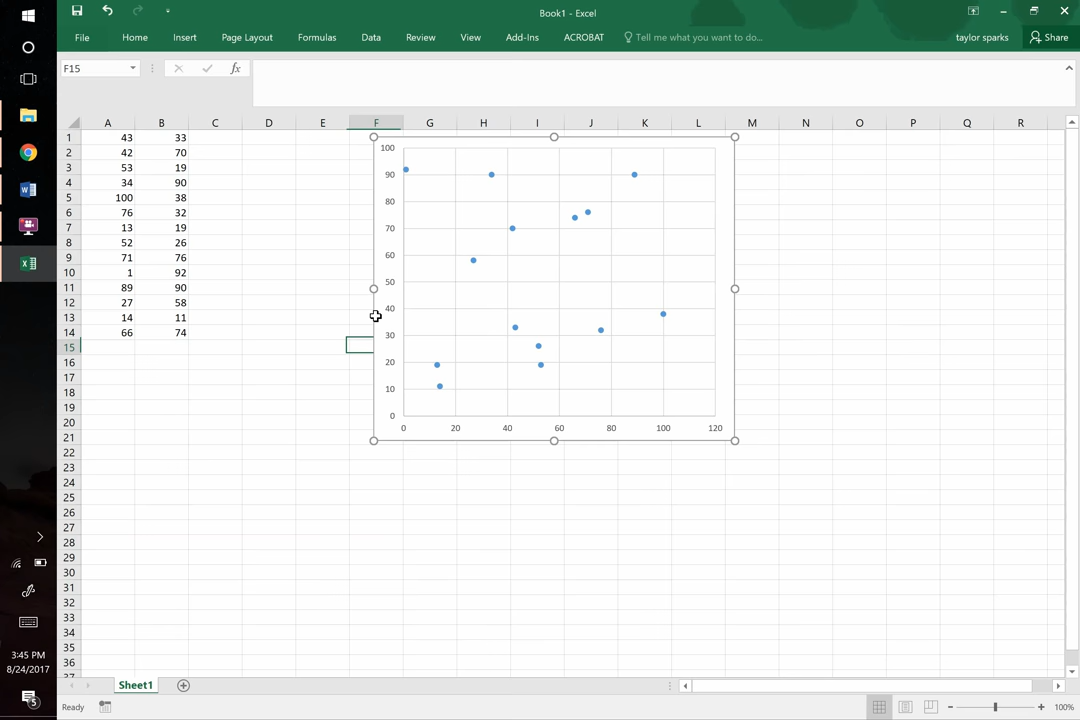 Book1 - Excel
File Home Insert Page Layout Formulas Data Review View Add-Ins ACROBAT Tell me what you want to do... taylor sparks Share
F15 fx
A B C D E F G H I J K L M N O P Q R
1 43 33
2 42 70
3 53 19
4 34 90
5 100 38
6 76 32
7 13 19
8 52 26
9 71 76
10 1 92
11 89 90
12 27 58
13 14 11
14 66 74
15
16
17
18
19
20
21
22
23
24
25
26
27
28
29
30
31
32
33
34
35
36
37
100
90
80
70
60
50
40
30
20
10
0
0 20 40 60 80 100 120
3:45 PM
8/24/2017
5
Sheet1
Ready 100%